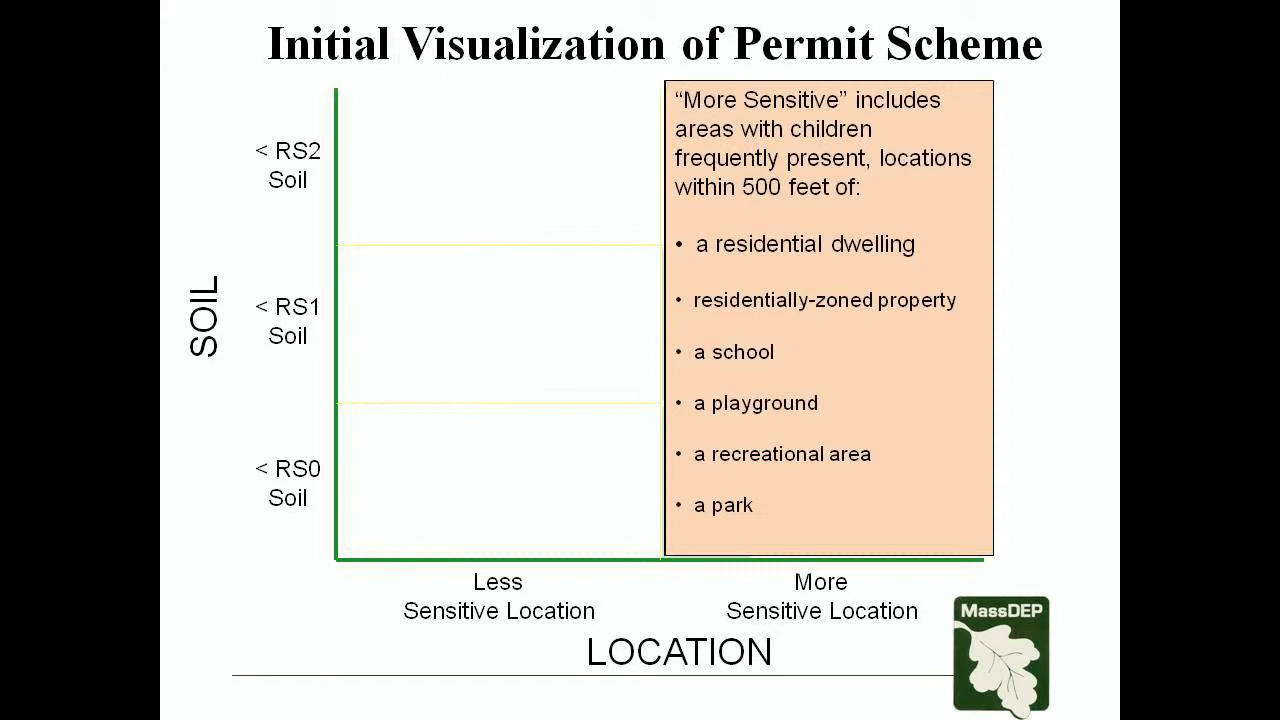 Initial Visualization of Permit Scheme
“More Sensitive” includes
areas with children
frequently present, locations
within 500 feet of:
• a residential dwelling
• residentially-zoned property
• a school
• a playground
• a recreational area
• a park
SOIL
< RS2
Soil
< RS1
Soil
< RS0
Soil
Less
Sensitive Location
More
Sensitive Location
LOCATION
MassDEP